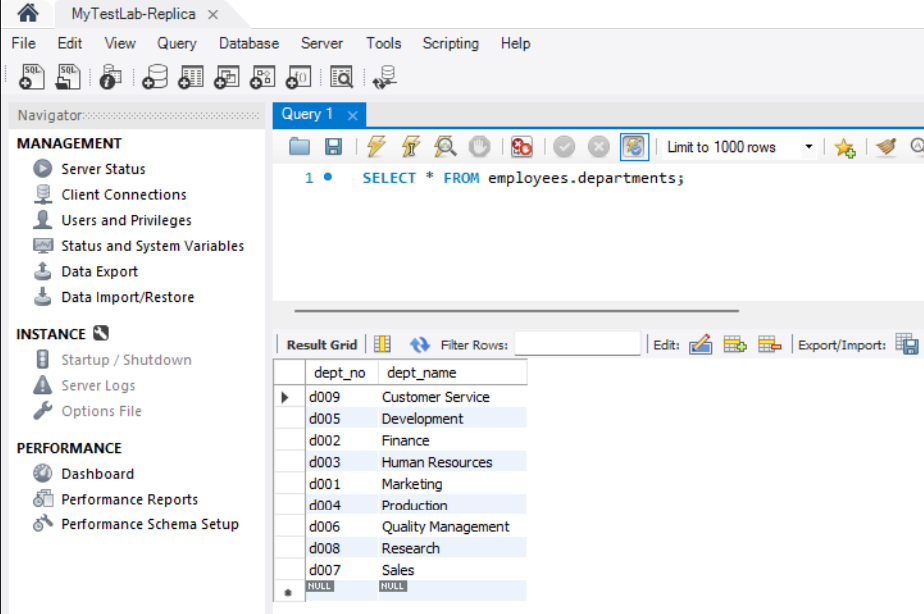 MyTestLab-Replica
File Edit View Query Database Server Tools Scripting Help
SQL SQL
Navigator
MANAGEMENT
Server Status
Client Connections
Users and Privileges
Status and System Variables
Data Export
Data Import/Restore
INSTANCE
Startup / Shutdown
Server Logs
Options File
PERFORMANCE
Dashboard
Performance Reports
Performance Schema Setup
Query 1
Limit to 1000 rows
1 SELECT * FROM employees.departments;
Result Grid Filter Rows: Edit: Export/Import:
dept_no dept_name
d009 Customer Service
d005 Development
d002 Finance
d003 Human Resources
d001 Marketing
d004 Production
d006 Quality Management
d008 Research
d007 Sales
NULL NULL